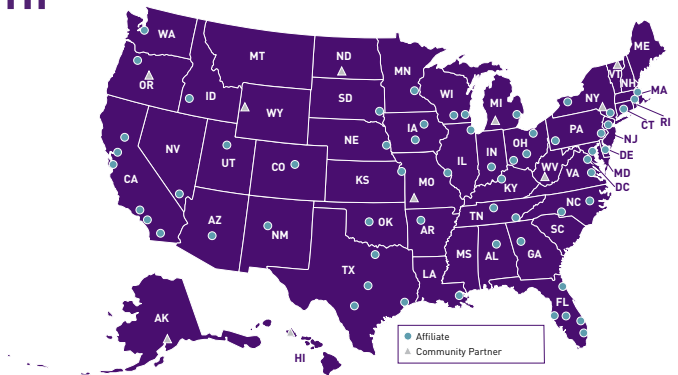 WA
ME
MT
ND
VT
NH
MN
OR
WI
MA
ID
SD
MI
NY
WY
RI
CT
IA
PA
NE
OH
NJ
NV
UT
IL
IN
DE
CO
WV
VA
MD
CA
KS
MO
KY
DC
NC
TN
AZ
OK
NM
AR
SC
MS
AL
GA
TX
LA
FL
AK
Affiliate
Community Partner
HI